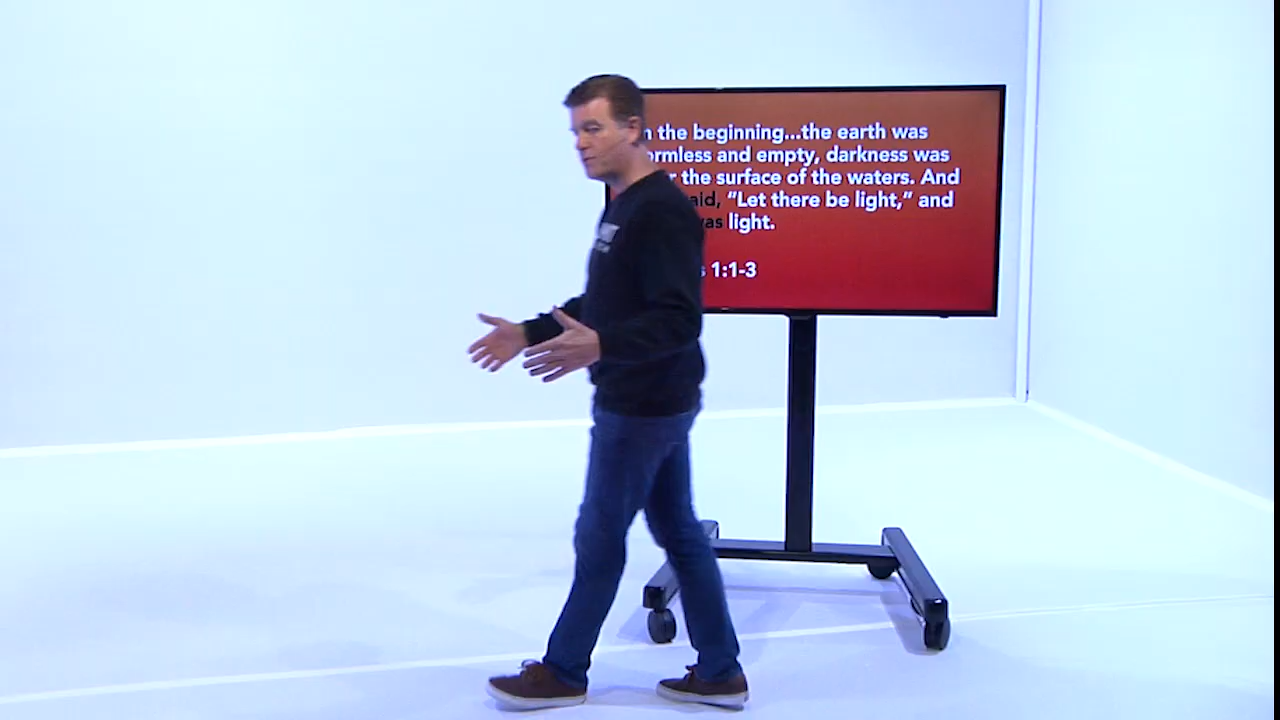 n the beginning...the earth was
ormless and empty, darkness was
r the surface of the waters. And
aid, “Let there be light,” and
as light.
s 1:1-3